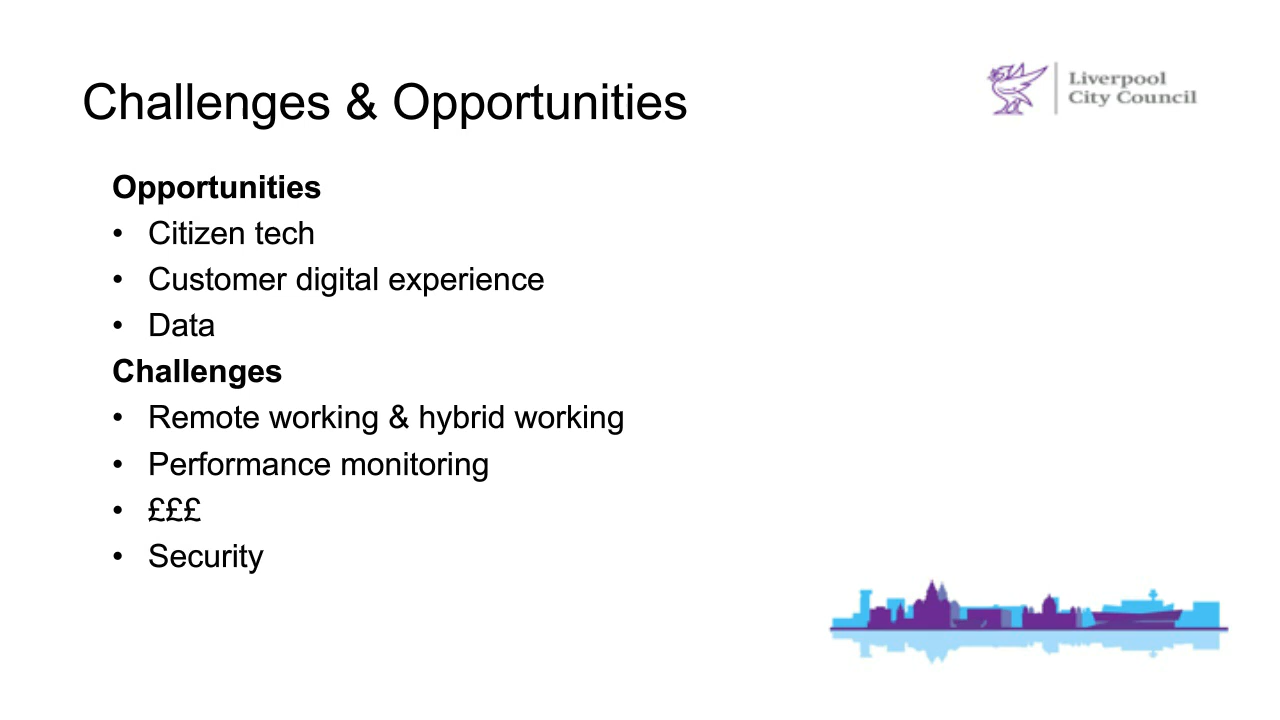 Challenges & Opportunities
Liverpool
City Council
Opportunities
• Citizen tech
• Customer digital experience
• Data
Challenges
• Remote working & hybrid working
• Performance monitoring
• £££
• Security